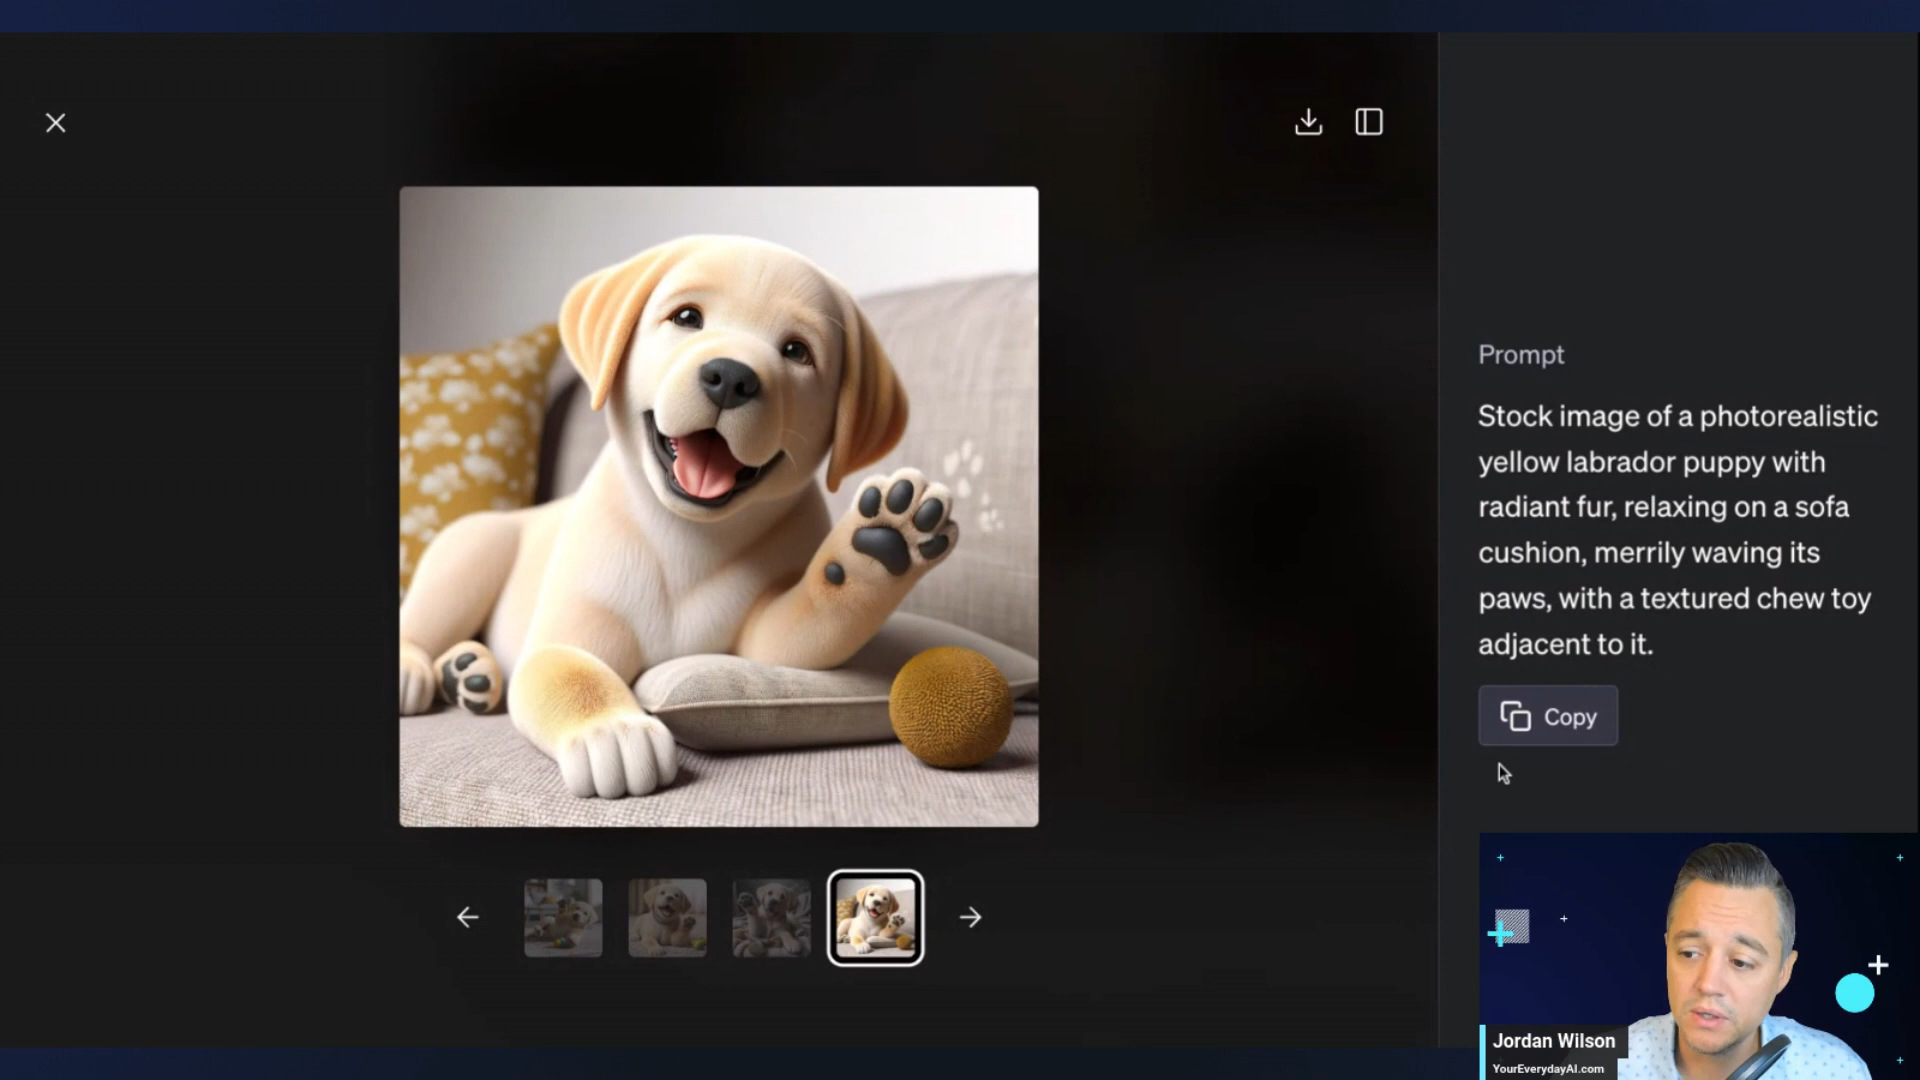 Prompt
Stock image of a photorealistic
yellow labrador puppy with
radiant fur, relaxing on a sofa
cushion, merrily waving its
paws, with a textured chew toy
adjacent to it.
Copy
Jordan Wilson
YourEverydayAI.com